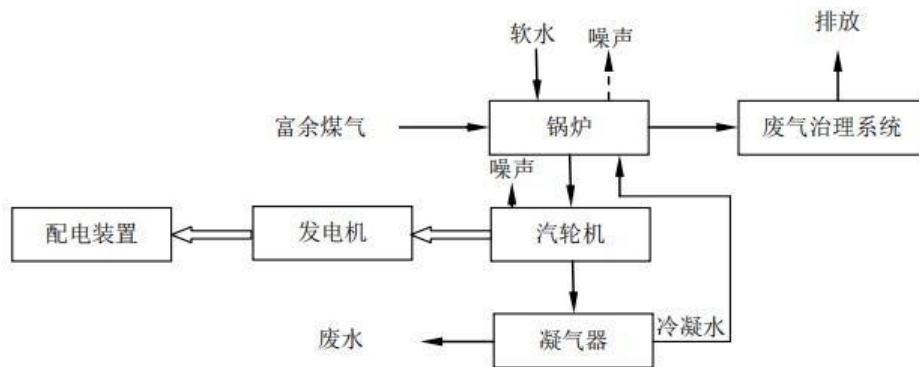 软水
噪声
排放
富余煤气
锅炉
废气治理系统
噪声
配电装置
发电机
汽轮机
废水
凝气器
冷凝水